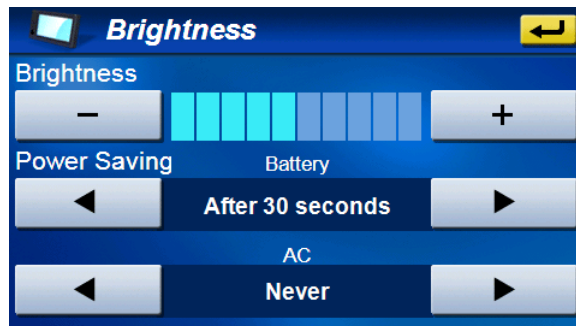 Brightness
Brightness
− +
Power Saving Battery
After 30 seconds
AC
Never